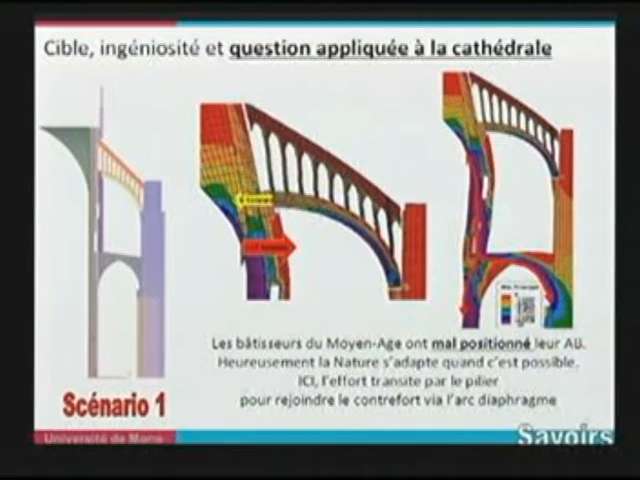 Cible, ingéniosité et question appliquée à la cathédrale
Les bâtisseurs du Moyen-Age ont mal positionné leur AB.
Heureusement la Nature s'adapte quand c'est possible.
ICI, l'effort transite par le pilier
pour rejoindre le contrefort via l'arc diaphragme
Scénario 1
Université de Mons
Savoirs